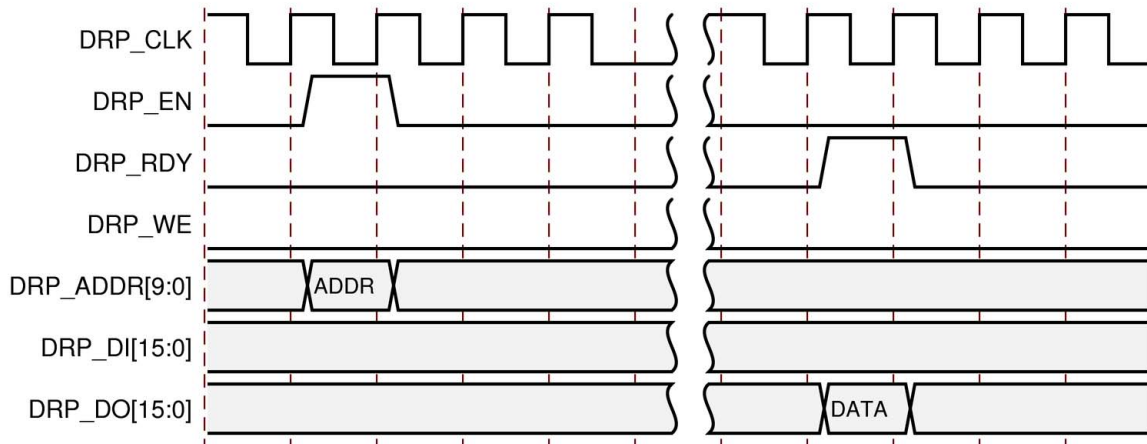 DRP_CLK
DRP_EN
DRP_RDY
DRP_WE
DRP_ADDR[9:0] ADDR
DRP_DI[15:0]
DRP_DO[15:0] DATA